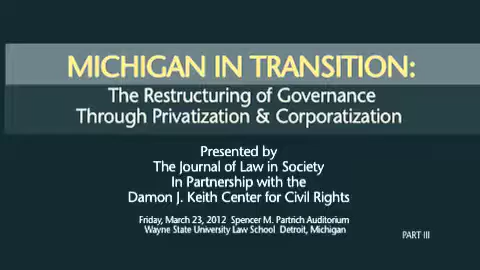 MICHIGAN IN TRANSITION:
The Restructuring of Governance
Through Privatization & Corporatization
Presented by
The Journal of Law in Society
In Partnership with the
Damon J. Keith Center for Civil Rights
Friday, March 23, 2012 Spencer M. Partrich Auditorium
Wayne State University Law School Detroit, Michigan
PART III